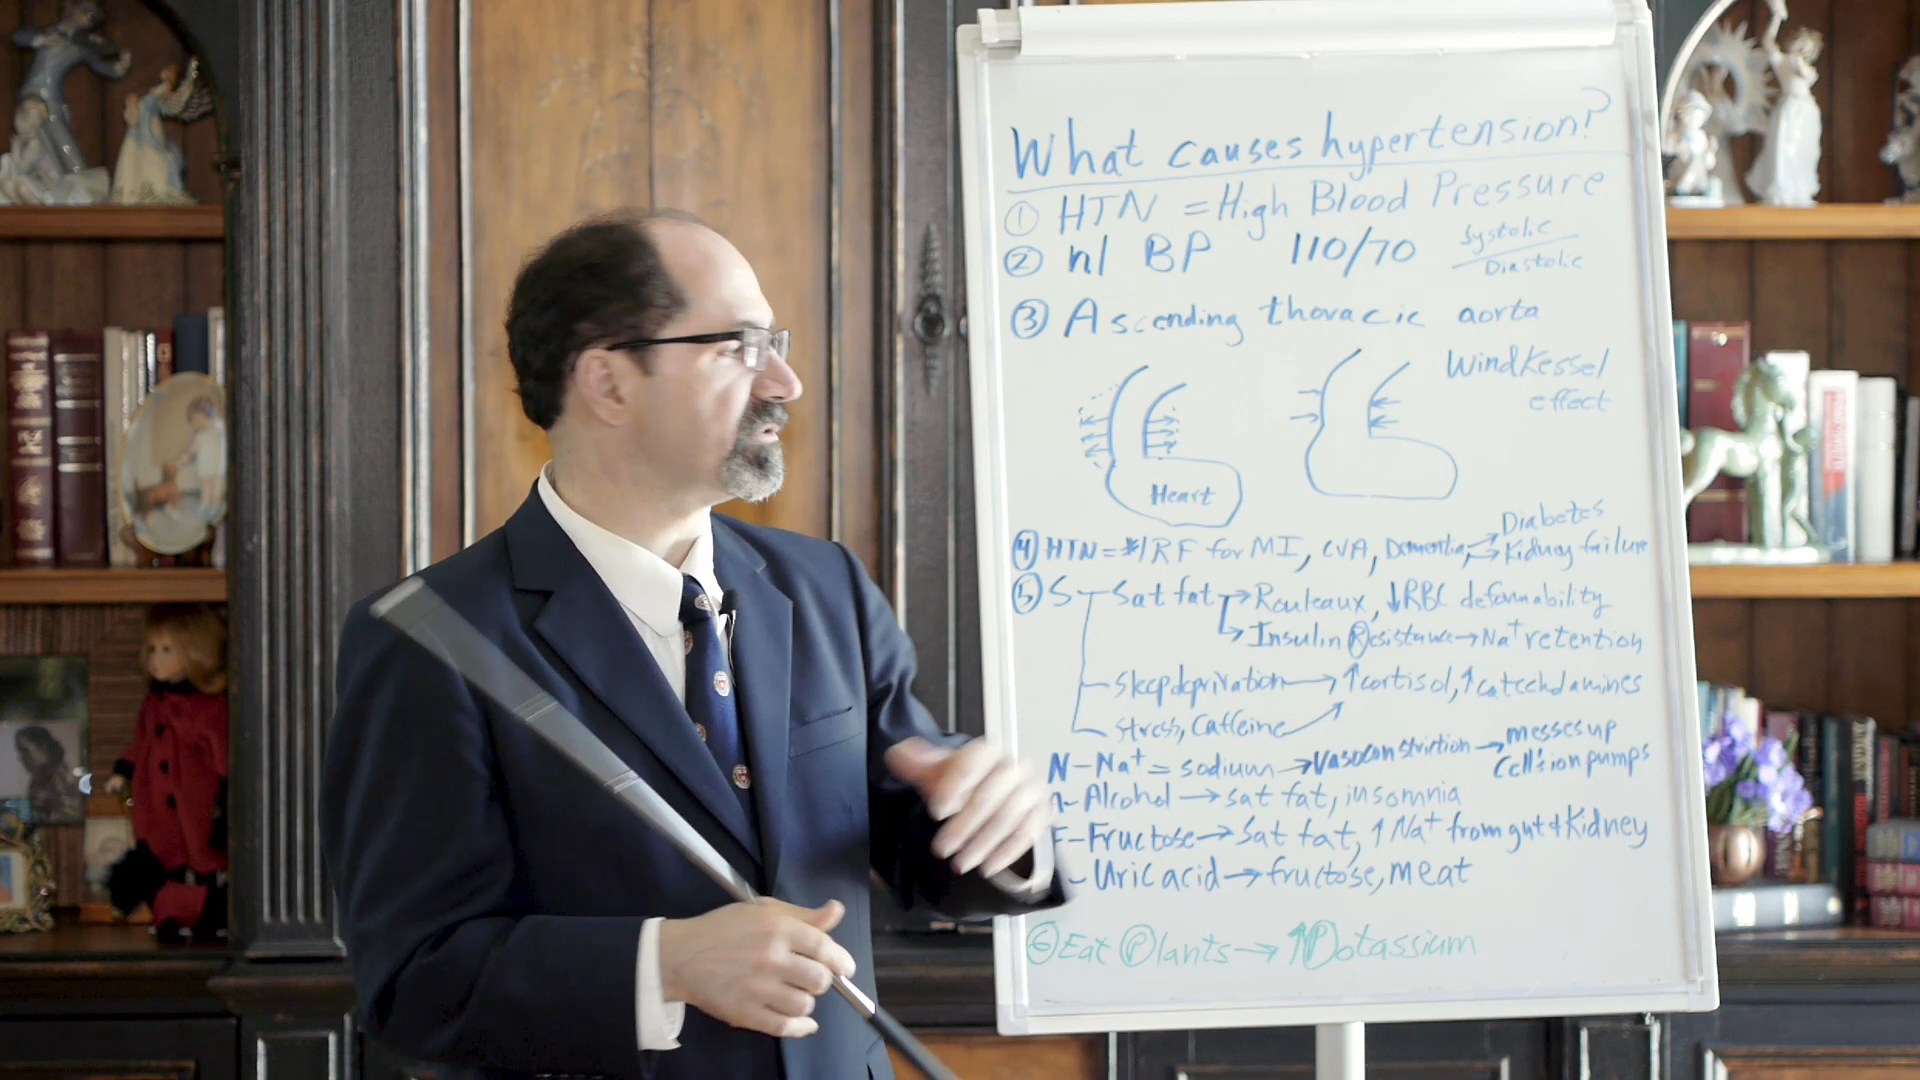 What causes hypertension?
① HTN = High Blood Pressure
② nl BP 110/70 Systolic
Diastolic
③ Ascending thoracic aorta
Windkessel
effect
Heart
Diabetes
④ HTN = #1 RF for MI, CVA, Dementia, → Kidney failure
⑤ S Sat fat → Rouleaux, ↓RBC deformability
→ Insulin Resistance → Na⁺ retention
Sleep deprivation → ↑cortisol, ↑catecholamines
Stress, Caffeine
messes up
N - Na⁺ = sodium → Vasoconstriction → Cell's ion pumps
A - Alcohol → sat fat, insomnia
F - Fructose → Sat fat, ↑Na⁺ from gut + Kidney
- Uric acid → fructose, meat
⑥ Eat Plants → ↑Potassium